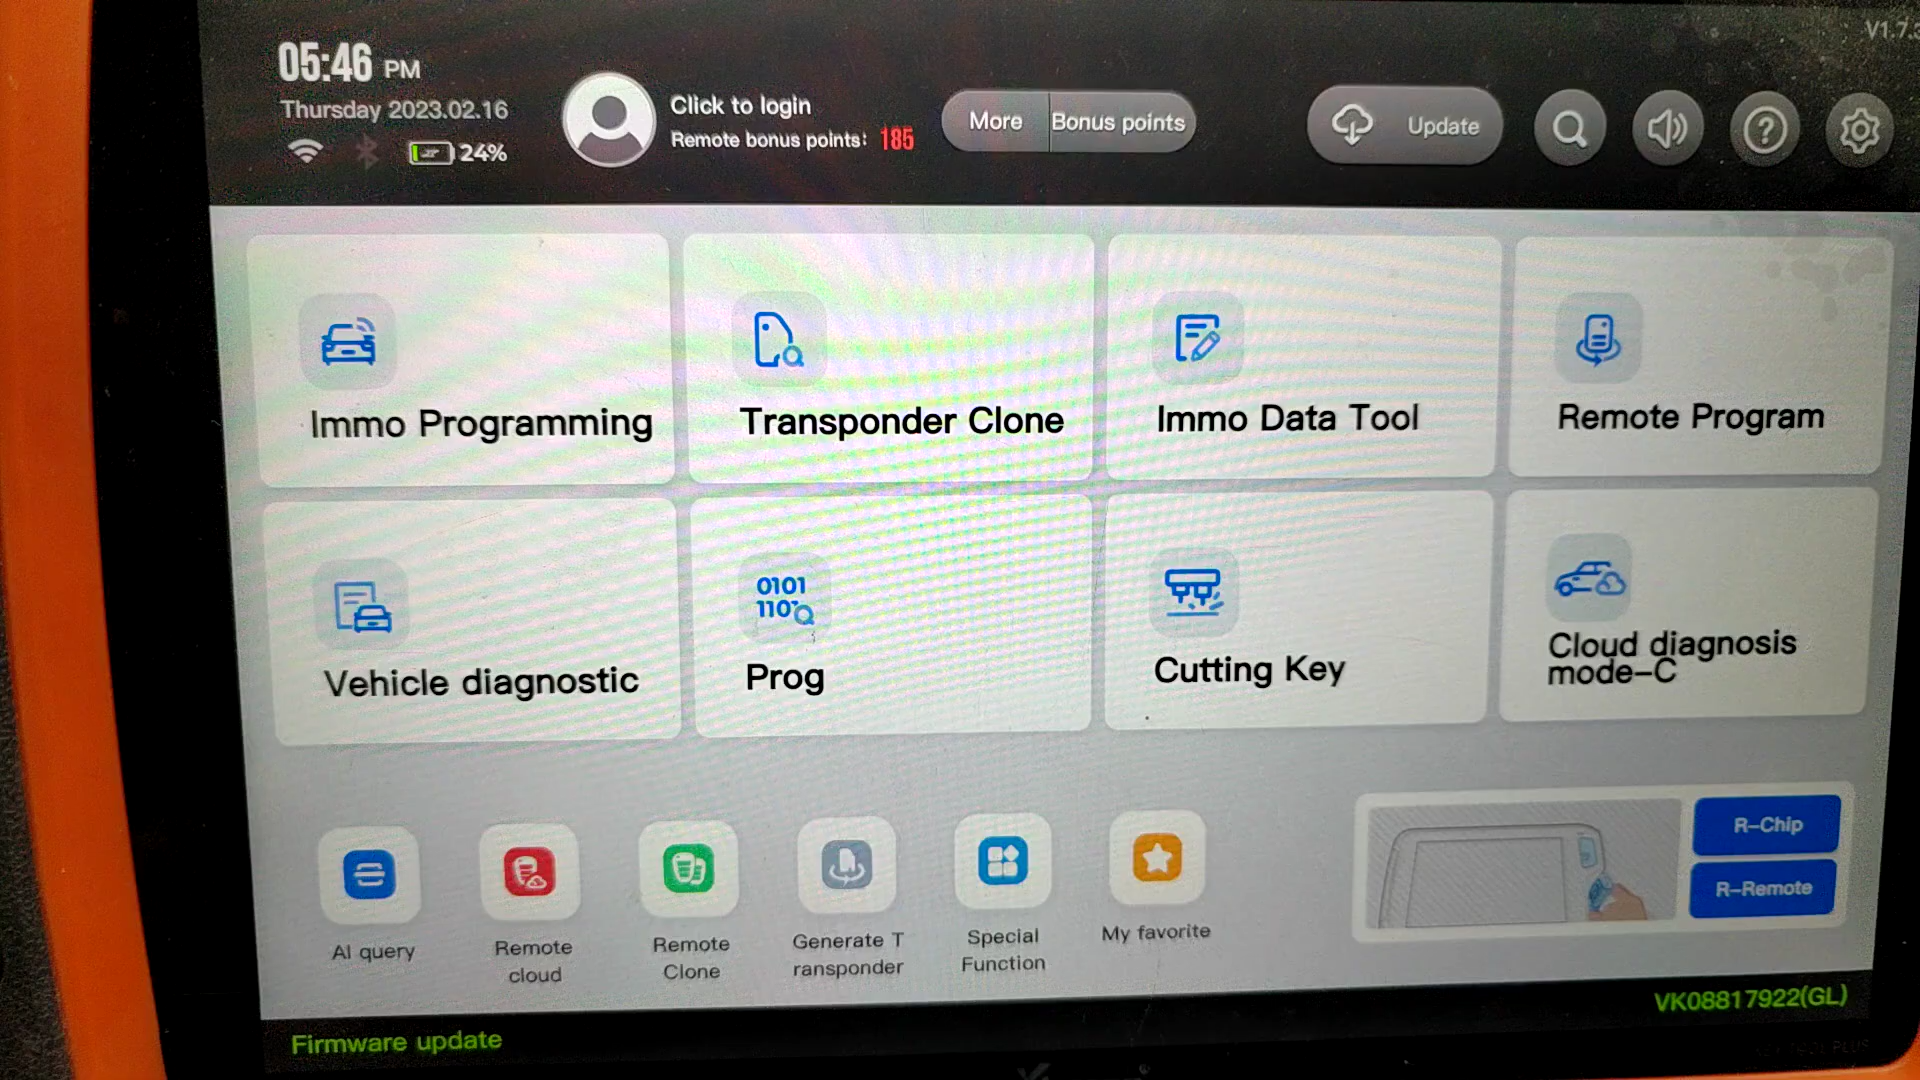 05:46 PM
Thursday 2023.02.16
24%
Click to login
Remote bonus points: 185
More
Bonus points
Update
V1.7.3
Immo Programming
Transponder Clone
Immo Data Tool
Remote Program
Vehicle diagnostic
0101
110
Prog
Cutting Key
Cloud diagnosis
mode-C
AI query
Remote
cloud
Remote
Clone
Generate T
ransponder
Special
Function
My favorite
R-Chip
R-Remote
VK08817922(GL)
Firmware update